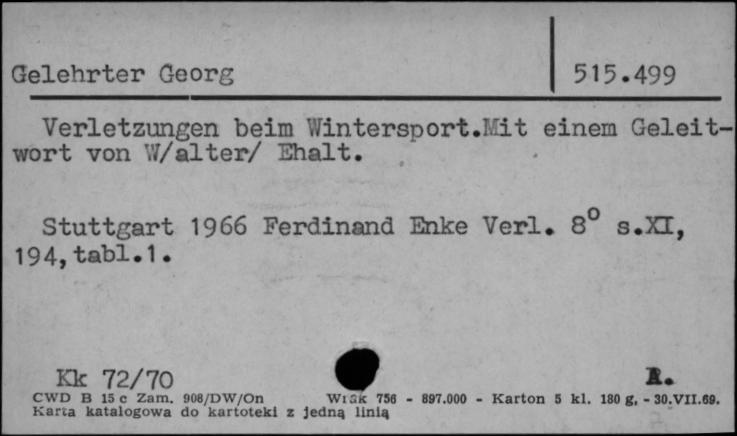 Gelehrter Georg
515.499
Verletzungen beim Wintersport.Mit einem Geleit-
wort von W/alter/ Ehalt.
Stuttgart 1966 Ferdinand Enke Verl. 8° s.XI,
194,tabl.1.
Kk 72/70
A.
CWD B 15 c Zam. 908/DW/On WTSK 756 - 897.000 - Karton 5 kl. 180 g, - 30.VII.69.
Karta katalogowa do kartoteki z jedną linią